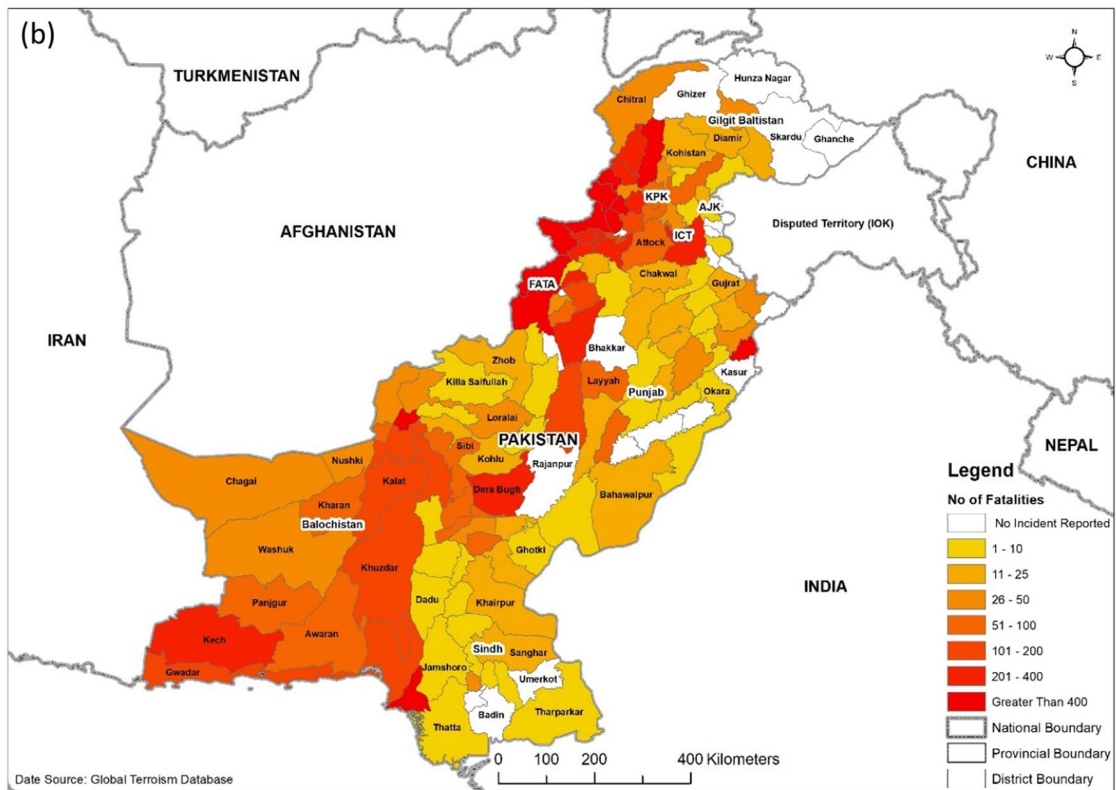 (b)
N
W E
S
TURKMENISTAN
Hunza Nagar
Chitral
Ghizer
Gilgit Baltistan
Diamir
Skardu
Ghanche
Kohistan
CHINA
KPK
AJK
Disputed Territory (IOK)
AFGHANISTAN
Attock
ICT
Chakwal
FATA
Gujrat
IRAN
Bhakkar
Zhob
Kasur
Killa Saifullah
Layyah
Punjab
Okara
Loralai
PAKISTAN
Sibi
NEPAL
Nushki
Kohlu
Rajanpur
Chagai
Kalat
Dera Bugti
Bahawalpur
Kharan
Balochistan
Washuk
Ghotki
Khuzdar
INDIA
Panjgur
Dadu
Khairpur
Awaran
Kech
Sindh
Sanghar
Gwadar
Jamshoro
Umerkot
Badin
Tharparkar
Thatta
Legend
No of Fatalities
No Incident Reported
1 - 10
11 - 25
26 - 50
51 - 100
101 - 200
201 - 400
Greater Than 400
National Boundary
Provincial Boundary
District Boundary
0 100 200 400 Kilometers
Date Source: Global Terroism Database